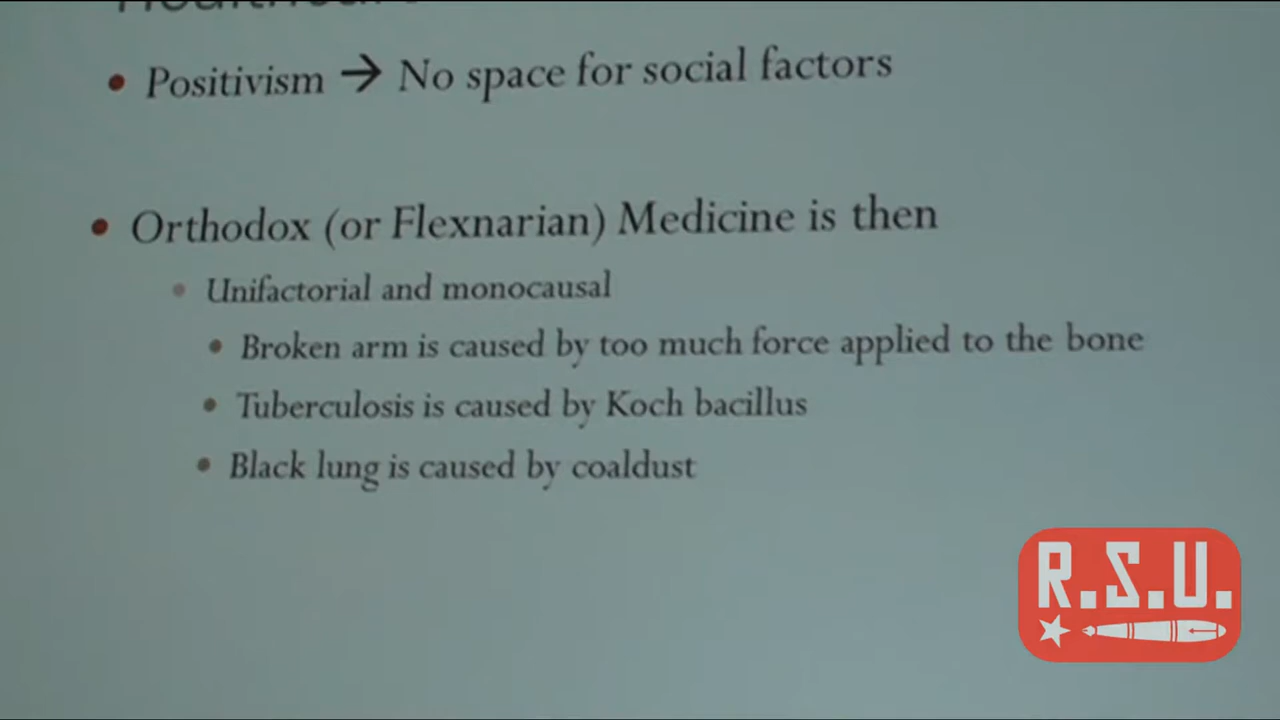 • Positivism → No space for social factors
• Orthodox (or Flexnarian) Medicine is then
• Unifactorial and monocausal
• Broken arm is caused by too much force applied to the bone
• Tuberculosis is caused by Koch bacillus
• Black lung is caused by coaldust
R.S.U.